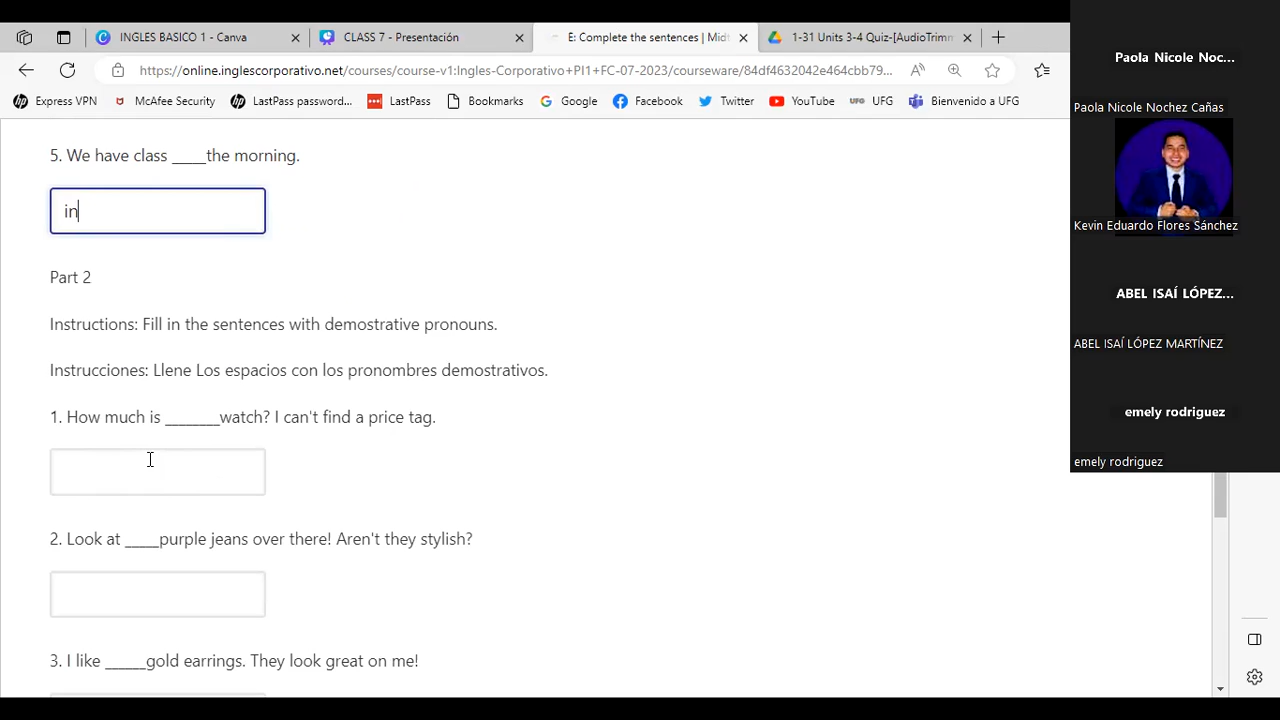 INGLES BASICO 1 - Canva
CLASS 7 - Presentación
E: Complete the sentences | Midt
1-31 Units 3-4 Quiz-[AudioTrimm
https://online.inglescorporativo.net/courses/course-v1:Ingles-Corporativo+PI1+FC-07-2023/courseware/84df4632042e464cbb79...
Express VPN
McAfee Security
LastPass password...
LastPass
Bookmarks
Google
Facebook
Twitter
YouTube
UFG
Bienvenido a UFG
5. We have class _____the morning.
in
Part 2
Instructions: Fill in the sentences with demostrative pronouns.
Instrucciones: Llene Los espacios con los pronombres demostrativos.
1. How much is ________watch? I can't find a price tag.
2. Look at _____purple jeans over there! Aren't they stylish?
3. I like ______gold earrings. They look great on me!
Paola Nicole Noc...
Paola Nicole Nochez Cañas
Kevin Eduardo Flores Sánchez
ABEL ISAÍ LÓPEZ...
ABEL ISAÍ LÓPEZ MARTÍNEZ
emely rodriguez
emely rodriguez